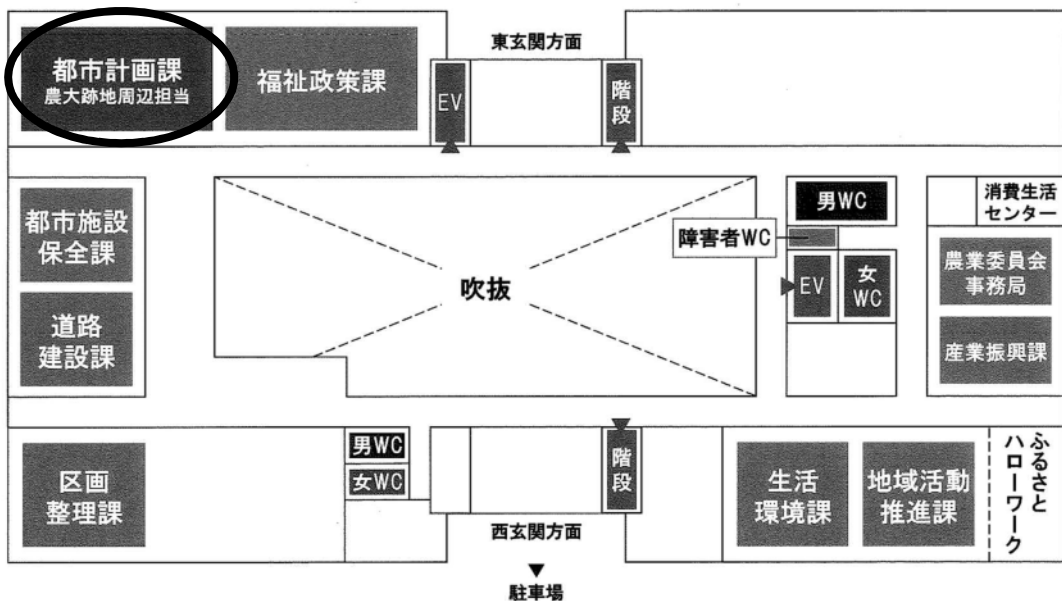 東玄関方面
都市計画課
農大跡地周辺担当
福祉政策課
EV
階段
都市施設
保全課
道路
建設課
吹抜
男WC
障害者WC
EV
女
WC
消費生活
センター
農業委員会
事務局
産業振興課
区画
整理課
男WC
女WC
階段
生活
環境課
地域活動
推進課
ふるさと
ハローワーク
西玄関方面
駐車場